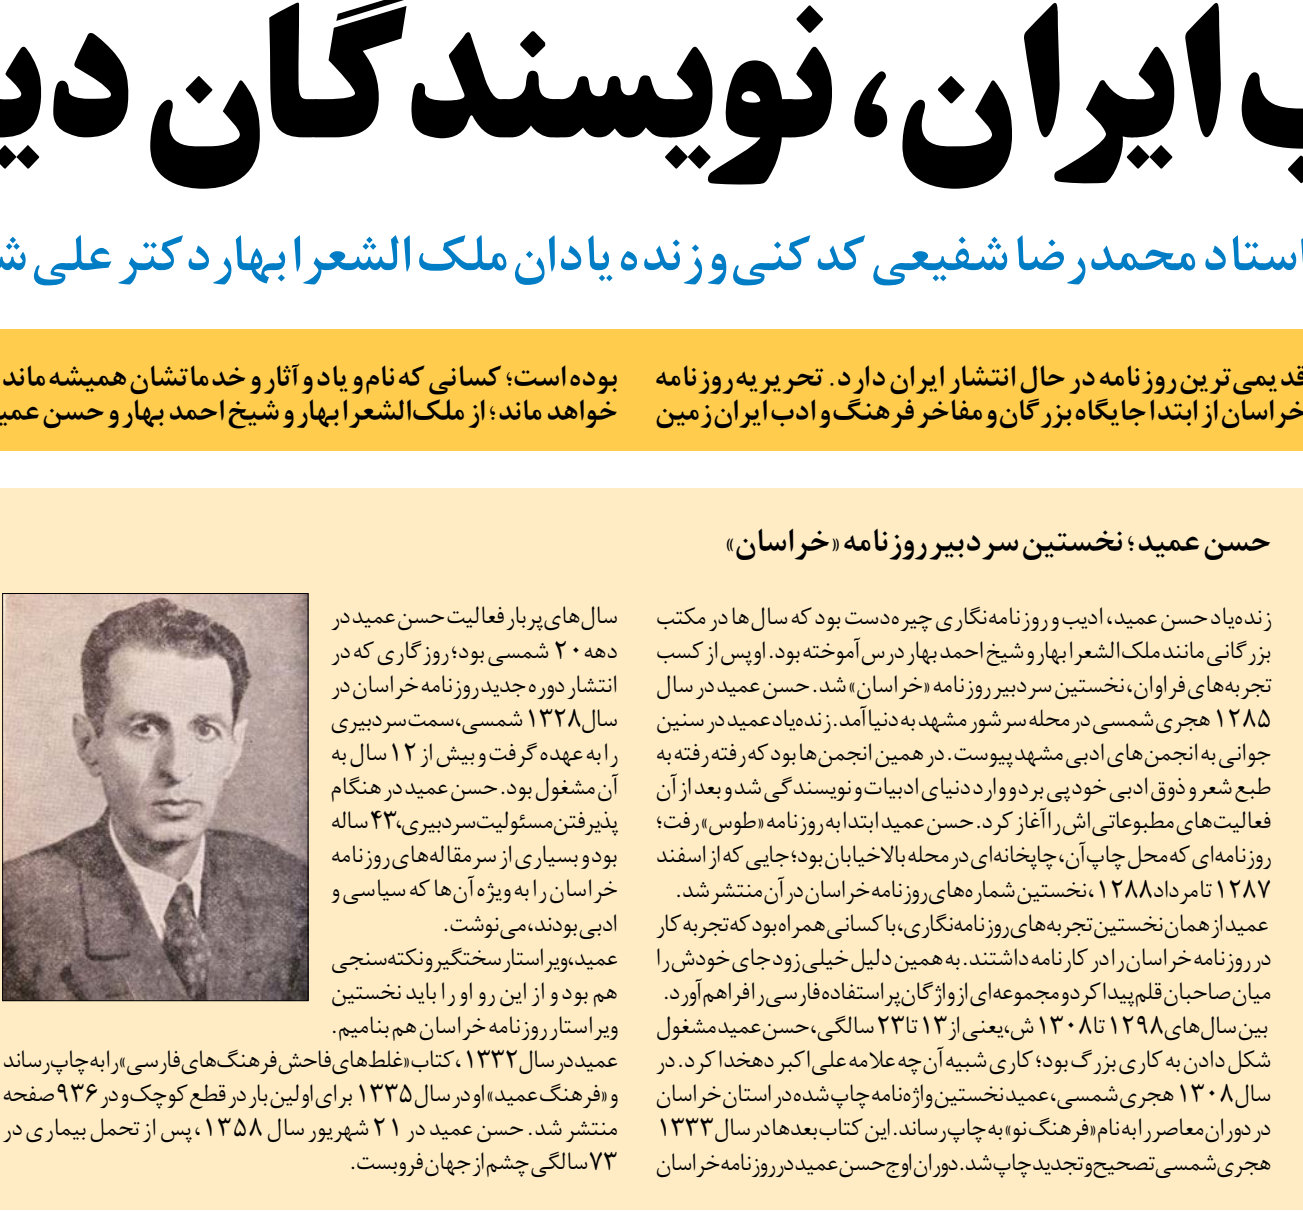 ایران، نویسندگان
استاد محمدرضا شفیعی کدکنی و زنده یادان ملک‌الشعرا بهار دکتر علی
قدیمی‌ترین روزنامه در حال انتشار ایران دارد. تحریریه روزنامه
خراسان از ابتدا جایگاه بزرگان و مفاخر فرهنگ و ادب ایران زمین
بوده است؛ کسانی که نام و یاد و آثار و خدماتشان همیشه ماند
خواهد ماند؛ از ملک‌الشعرا بهار و شیخ احمد بهار و حسن
حسن عمید؛ نخستین سردبیر روزنامه «خراسان»
زنده‌یاد حسن عمید، ادیب و روزنامه‌نگاری چیره‌دست بود که سال‌ها در مکتب
بزرگانی مانند ملک‌الشعرا بهار و شیخ احمد بهار درس آموخته بود. او پس از کسب
تجربه‌های فراوان، نخستین سردبیر روزنامه «خراسان» شد. حسن عمید در سال
۱۲۸۵ هجری شمسی در محله سرشور مشهد به دنیا آمد. زنده‌یاد عمید در سنین
جوانی به انجمن‌های ادبی مشهد پیوست. در همین انجمن‌ها بود که رفته رفته به
طبع شعر و ذوق ادبی خود پی برد و وارد دنیای ادبیات و نویسندگی شد و بعد از آن
فعالیت‌های مطبوعاتی‌اش را آغاز کرد. حسن عمید ابتدا به روزنامه «طوس» رفت؛
روزنامه‌ای که محل چاپ آن، چاپخانه‌ای در محله بالاخیابان بود؛ جایی که از اسفند
۱۲۸۷ تا مرداد ۱۲۸۸، نخستین شماره‌های روزنامه خراسان در آن منتشر شد.
عمید از همان نخستین تجربه‌های روزنامه‌نگاری، با کسانی همراه بود که تجربه کار
در روزنامه خراسان را در کارنامه داشتند. به همین دلیل خیلی زود جای خودش را
میان صاحبان قلم پیدا کرد و مجموعه‌ای از واژگان پراستفاده فارسی را فراهم آورد.
بین سال‌های ۱۲۹۸ تا ۱۳۰۸ ش، یعنی از ۱۳ تا ۲۳ سالگی، حسن عمید مشغول
شکل دادن به کاری بزرگ بود؛ کاری شبیه آن چه علامه علی اکبر دهخدا کرد. در
سال ۱۳۰۸ هجری شمسی، عمید نخستین واژه‌نامه چاپ شده در استان خراسان
در دوران معاصر را به نام «فرهنگ نو» به چاپ رساند. این کتاب بعدها در سال ۱۳۳۳
هجری شمسی تصحیح و تجدید چاپ شد. دوران اوج حسن عمید در روزنامه خراسان
سال‌های پربار فعالیت حسن عمید در
دهه ۲۰ شمسی بود؛ روزگاری که در
انتشار دوره جدید روزنامه خراسان در
سال ۱۳۲۸ شمسی، سمت سردبیری
را به عهده گرفت و بیش از ۱۲ سال به
آن مشغول بود. حسن عمید در هنگام
پذیرفتن مسئولیت سردبیری، ۴۳ ساله
بود و بسیاری از سرمقاله‌های روزنامه
خراسان را به ویژه آن‌ها که سیاسی و
ادبی بودند، می‌نوشت.
عمید، ویراستار سختگیر و نکته‌سنجی
هم بود و از این رو او را باید نخستین
ویراستار روزنامه خراسان هم بنامیم.
عمید در سال ۱۳۳۲، کتاب «غلط‌های فاحش فرهنگ‌های فارسی» را به چاپ رساند
و «فرهنگ عمید» او در سال ۱۳۳۵ برای اولین بار در قطع کوچک و در ۹۳۶ صفحه
منتشر شد. حسن عمید در ۲۱ شهریور سال ۱۳۵۸، پس از تحمل بیماری در
۷۳ سالگی چشم از جهان فروبست.